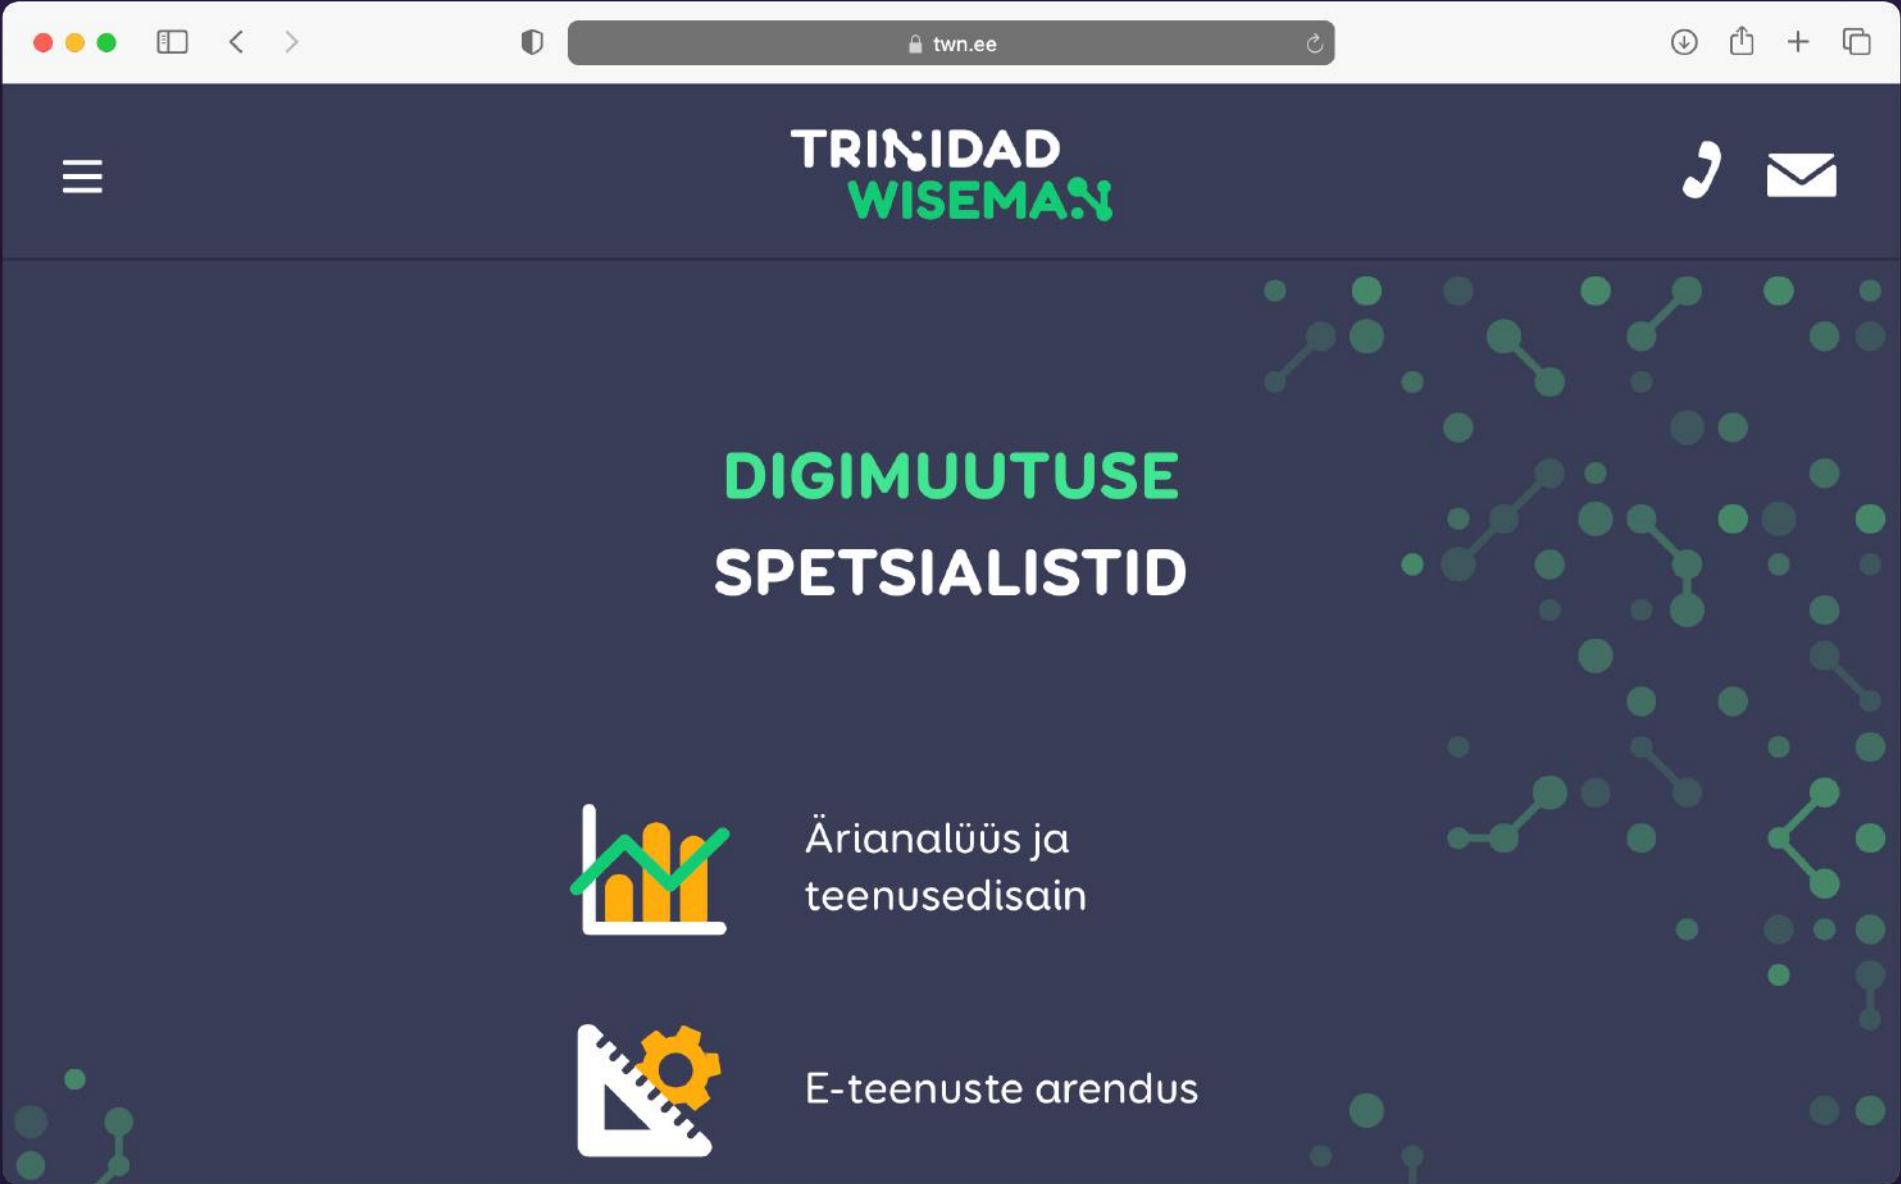 twn.ee
TRINIDAD
WISEMAN
DIGIMUUTUSE
SPETSIALISTID
Ärianalüüs ja
teenusedisain
E-teenuste arendus